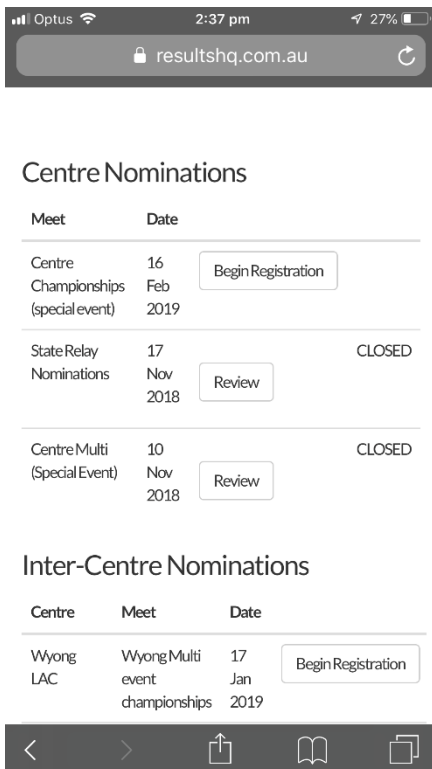 Optus 2:37 pm 27%
resultshq.com.au
Centre Nominations
Meet Date
Centre 16 Begin Registration
Championships Feb
(special event) 2019
State Relay 17 CLOSED
Nominations Nov Review
2018
Centre Multi 10 CLOSED
(Special Event) Nov Review
2018
Inter-Centre Nominations
Centre Meet Date
Wyong Wyong Multi 17 Begin Registration
LAC event Jan
championships 2019